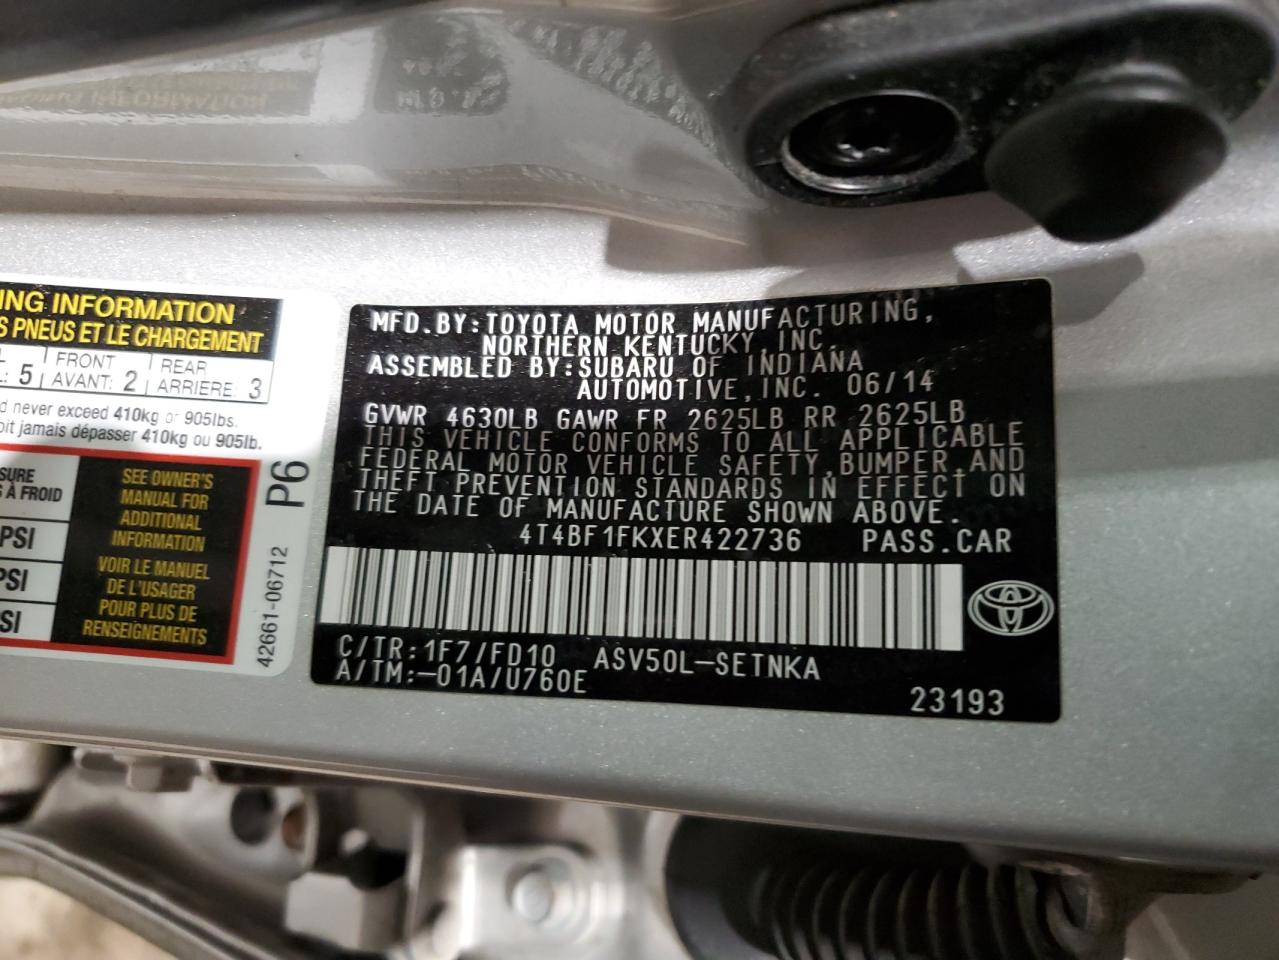 ING INFORMATION
S PNEUS ET LE CHARGEMENT
FRONT REAR
: 5 AVANT: 2 ARRIERE: 3
d never exceed 410kg or 905lbs.
oit jamais dépasser 410kg ou 905lb.
SURE
S À FROID
PSI
PSI
SI
SEE OWNER'S
MANUAL FOR
ADDITIONAL
INFORMATION
VOIR LE MANUEL
DE L'USAGER
POUR PLUS DE
RENSEIGNEMENTS
42661-06712 P6
MFD.BY:TOYOTA MOTOR MANUFACTURING,
NORTHERN KENTUCKY,INC.
ASSEMBLED BY:SUBARU OF INDIANA
AUTOMOTIVE,INC. 06/14
GVWR 4630LB GAWR FR 2625LB RR 2625LB
THIS VEHICLE CONFORMS TO ALL APPLICABLE
FEDERAL MOTOR VEHICLE SAFETY,BUMPER,AND
THEFT PREVENTION STANDARDS IN EFFECT ON
THE DATE OF MANUFACTURE SHOWN ABOVE.
4T4BF1FKXER422736 PASS.CAR
C/TR:1F7/FD10 ASV50L-SETNKA
A/TM:-01A/U760E
23193